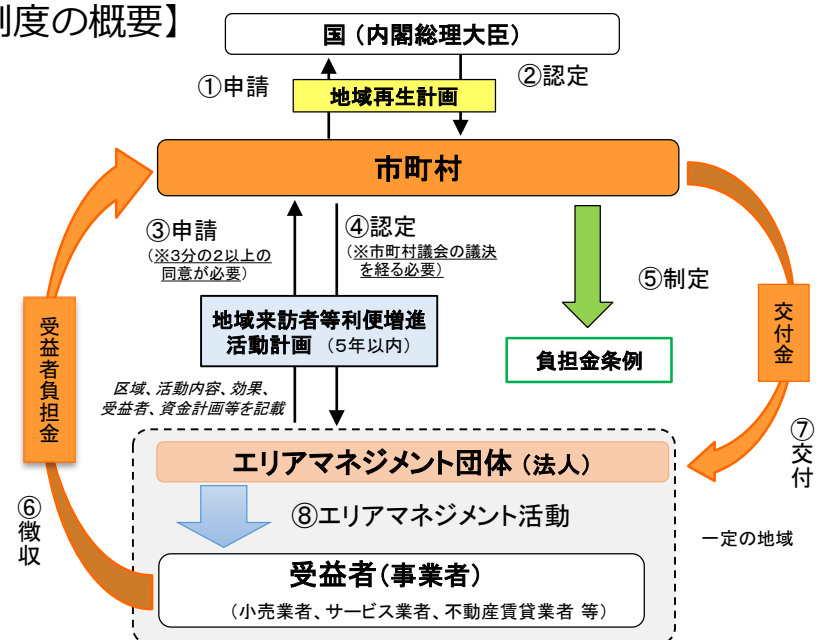 制度の概要】
国（内閣総理大臣）
①申請
②認定
地域再生計画
市町村
③申請
（※3分の2以上の
同意が必要）
④認定
（※市町村議会の議決
を経る必要）
⑤制定
地域来訪者等利便増進
活動計画（5年以内）
負担金条例
受益者負担金
交付金
区域、活動内容、効果、
受益者、資金計画等を記載
⑦交付
エリアマネジメント団体（法人）
⑥徴収
⑧エリアマネジメント活動
一定の地域
受益者（事業者）
（小売業者、サービス業者、不動産賃貸業者 等）